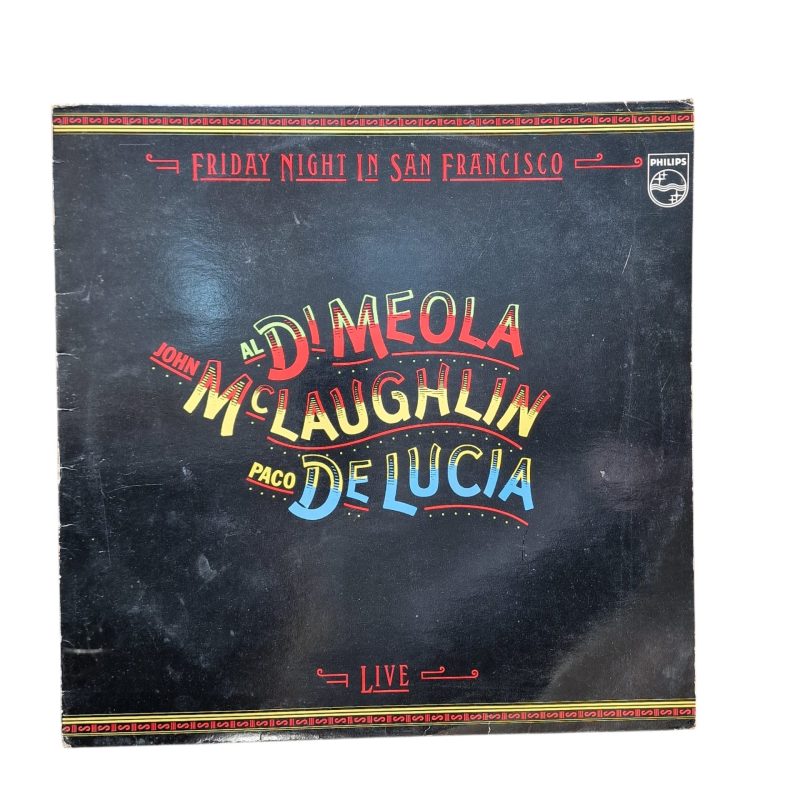 FRIDAY NIGHT IN SAN FRANCISCO
PHILIPS
AL DI MEOLA
JOHN MCLAUGHLIN
PACO DE LUCIA
LIVE